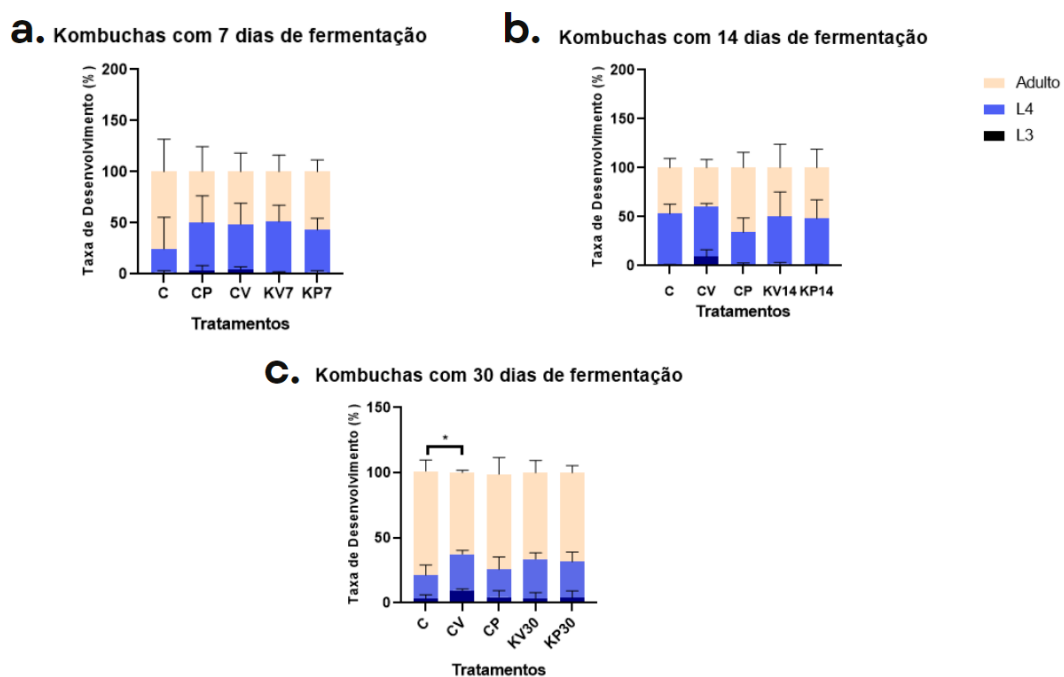 a. Kombuchas com 7 dias de fermentação
Taxa de Desenvolvimento (%)
200
150
100
50
0
C CP CV KV7 KP7
Tratamentos
b. Kombuchas com 14 dias de fermentação
Taxa de Desenvolvimento (%)
200
150
100
50
0
C CV CP KV14 KP14
Tratamentos
Adulto
L4
L3
c. Kombuchas com 30 dias de fermentação
Taxa de Desenvolvimento (%)
150
100
50
0
*
C CV CP KV30 KP30
Tratamentos